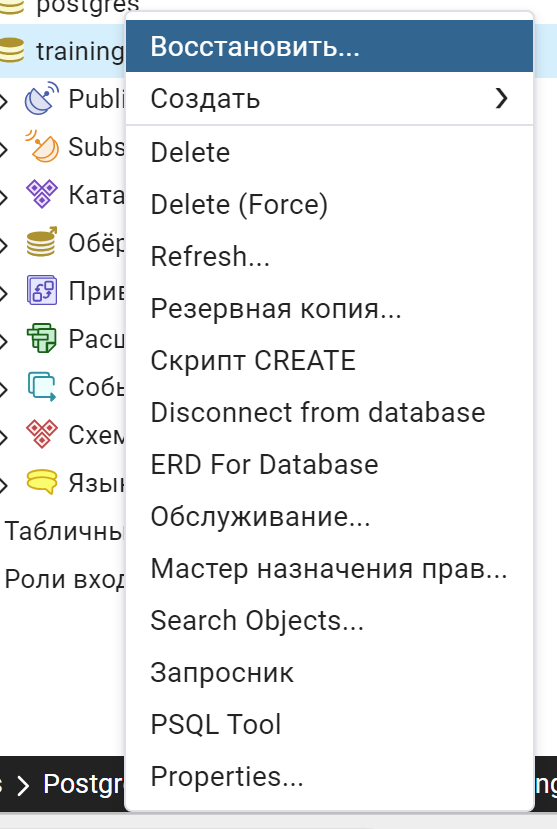 postgres
training
Восстановить...
Создать
Delete
Delete (Force)
Refresh...
Резервная копия...
Скрипт CREATE
Disconnect from database
ERD For Database
Обслуживание...
Мастер назначения прав...
Search Objects...
Запросник
PSQL Tool
Properties...
Publi
Subs
Ката
Обёр
Прив
Расш
Собы
Схем
Язык
Табличны
Роли вход
Postgr